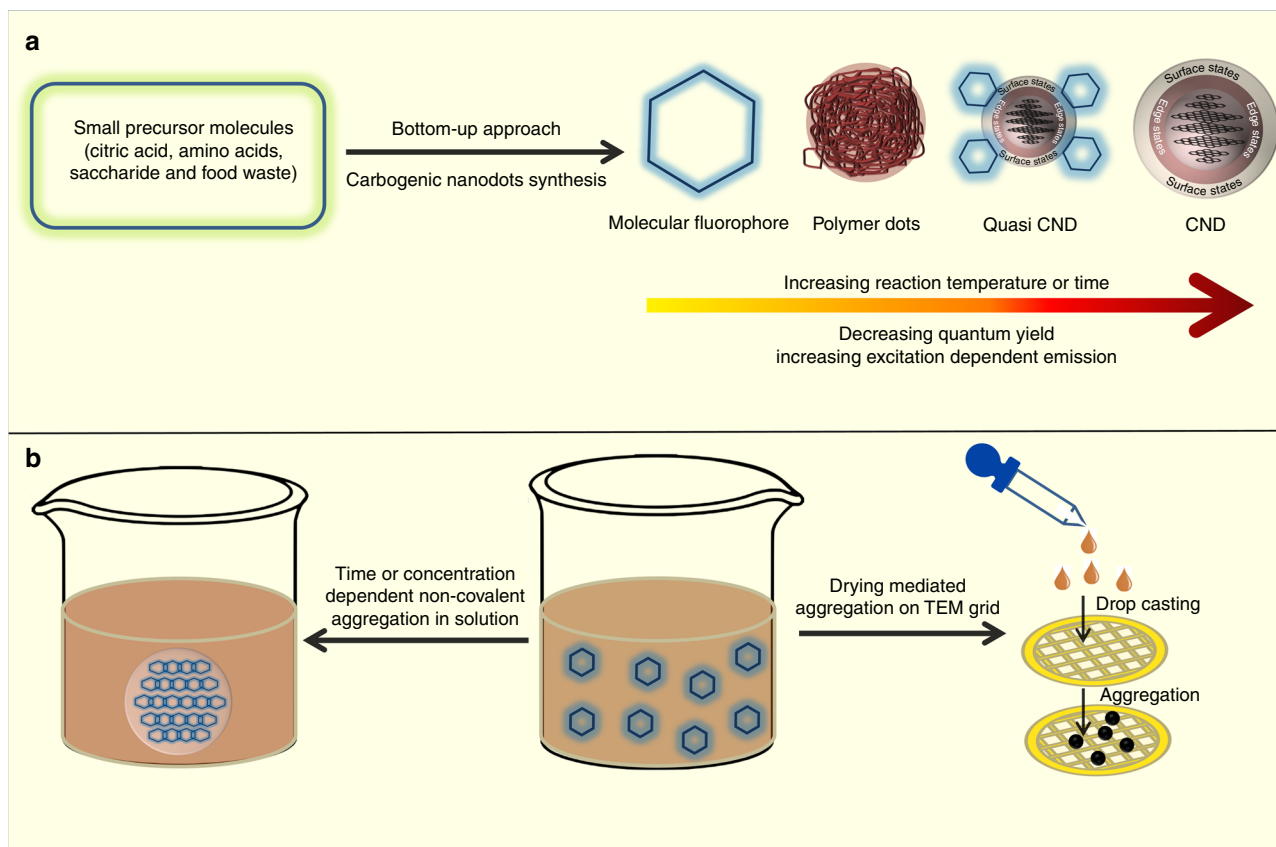 a
Small precursor molecules
(citric acid, amino acids,
saccharide and food waste)
Bottom-up approach
Carbogenic nanodots synthesis
Molecular fluorophore
Polymer dots
Surface states
Edge states
Edge states
Surface states
Quasi CND
Surface states
Edge states
Edge states
Surface states
CND
Increasing reaction temperature or time
Decreasing quantum yield
increasing excitation dependent emission
b
Time or concentration
dependent non-covalent
aggregation in solution
Drying mediated
aggregation on TEM grid
Drop casting
Aggregation